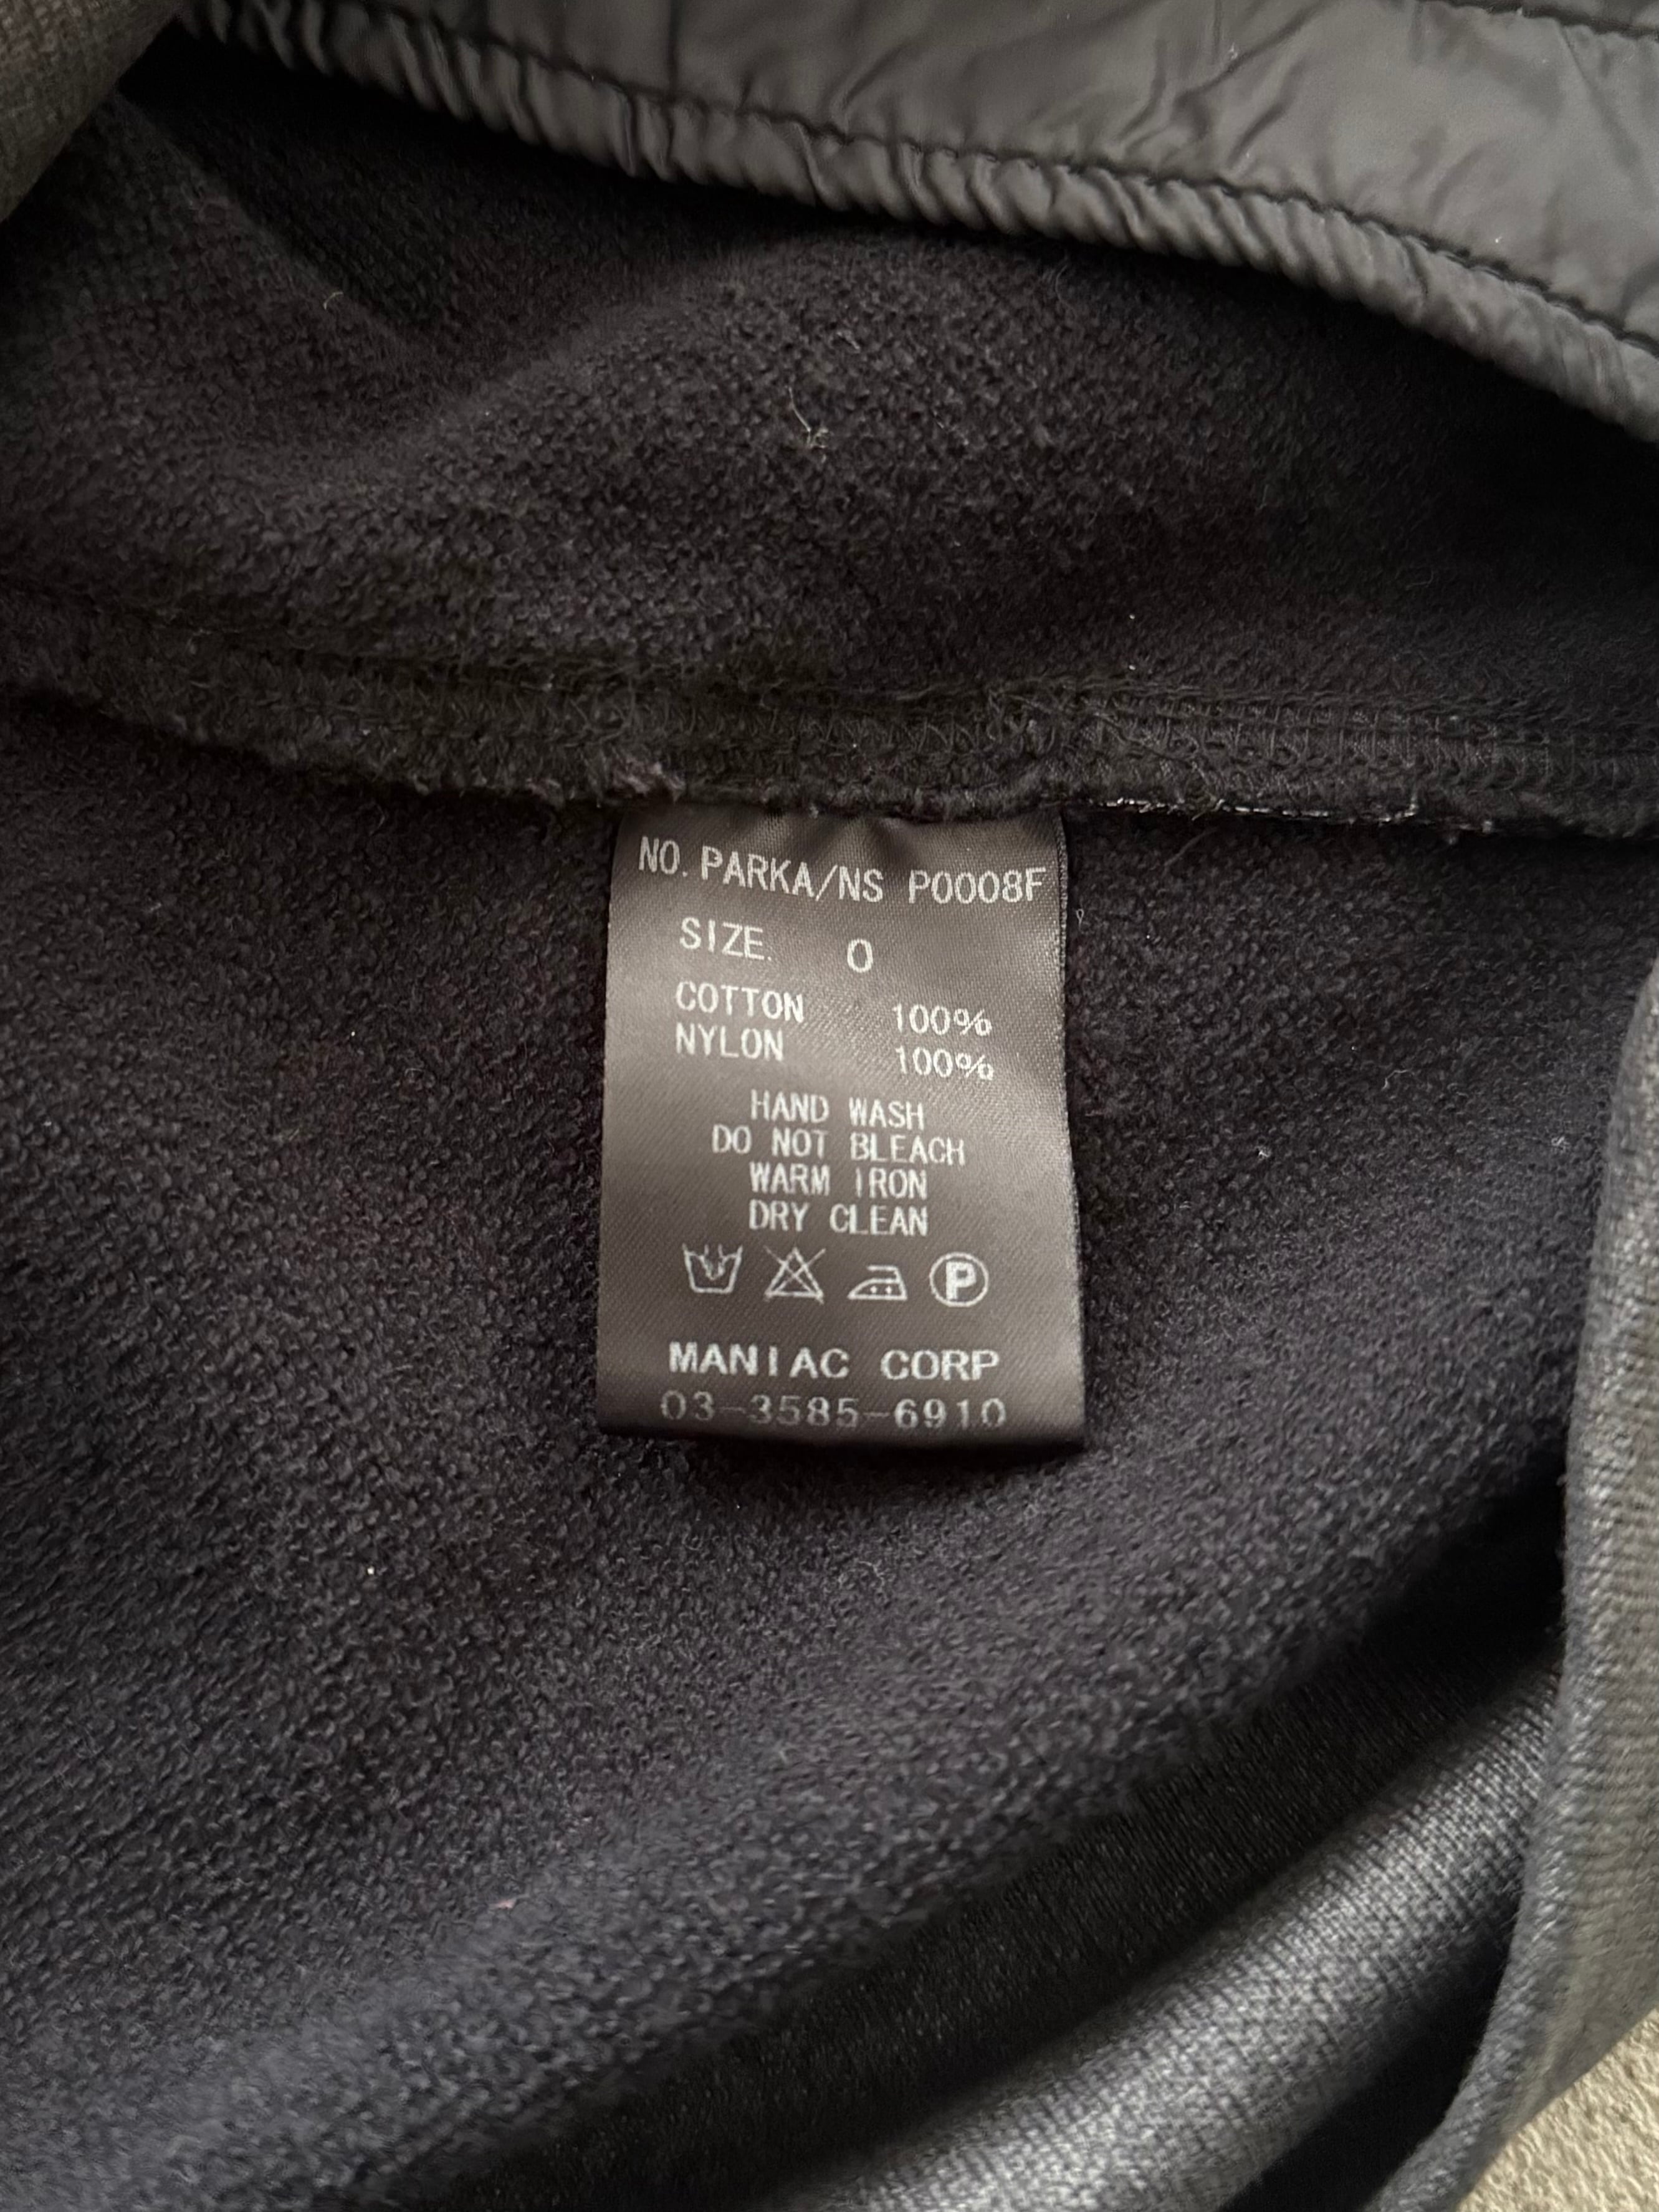 NO. PARKA/NS P0008F
SIZE. 0
COTTON 100%
NYLON 100%
HAND WASH
DO NOT BLEACH
WARM IRON
DRY CLEAN
P
MANIAC CORP
03-3585-6910